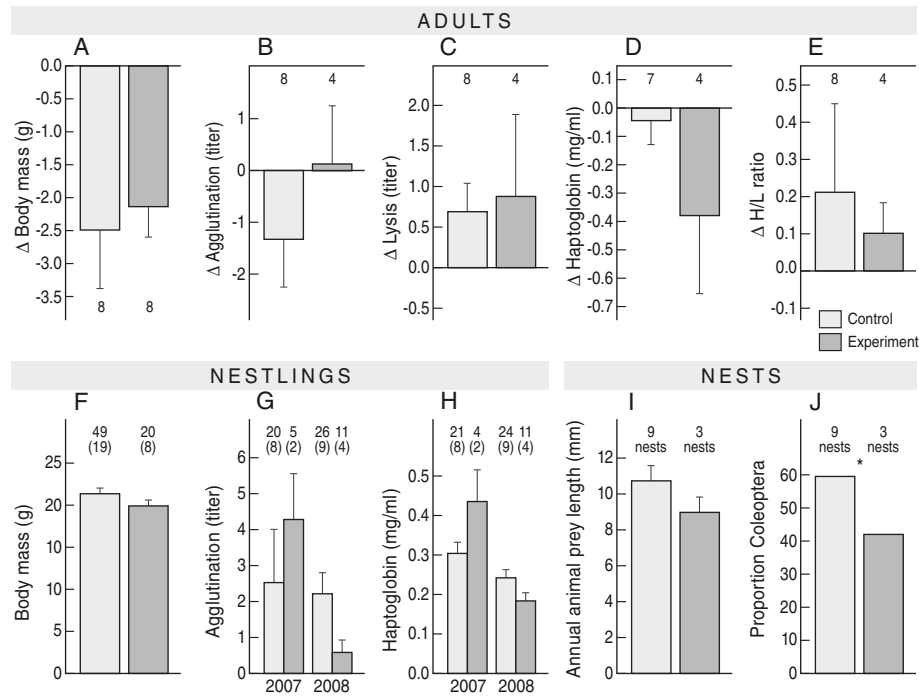 ADULTS
A
Δ Body mass (g)
0.0
-0.5
-1.0
-1.5
-2.0
-2.5
-3.0
-3.5
8 8
B
Δ Agglutination (titer)
8 4
1
0
-1
-2
C
Δ Lysis (titer)
8 4
2.0
1.5
1.0
0.5
0.0
-0.5
D
Δ Haptoglobin (mg/ml)
7 4
0.1
-0.0
-0.1
-0.2
-0.3
-0.4
-0.5
-0.6
-0.7
E
Δ H/L ratio
8 4
0.5
0.4
0.3
0.2
0.1
0.0
-0.1
Control
Experiment
NESTLINGS
F
Body mass (g)
49 20
(19) (8)
25
20
10
10
5
0
G
Agglutination (titer)
20 5 26 11
(8) (2) (9) (4)
6
5
4
3
2
1
0
2007 2008
H
Haptoglobin (mg/ml)
21 4 24 11
(8) (2) (9) (4)
0.5
0.4
0.3
0.2
0.1
0.0
2007 2008
NESTS
I
Annual animal prey length (mm)
9 3
nests nests
12
10
8
6
4
2
0
J
Proportion Coleoptera
9 3
nests * nests
60
40
20
0